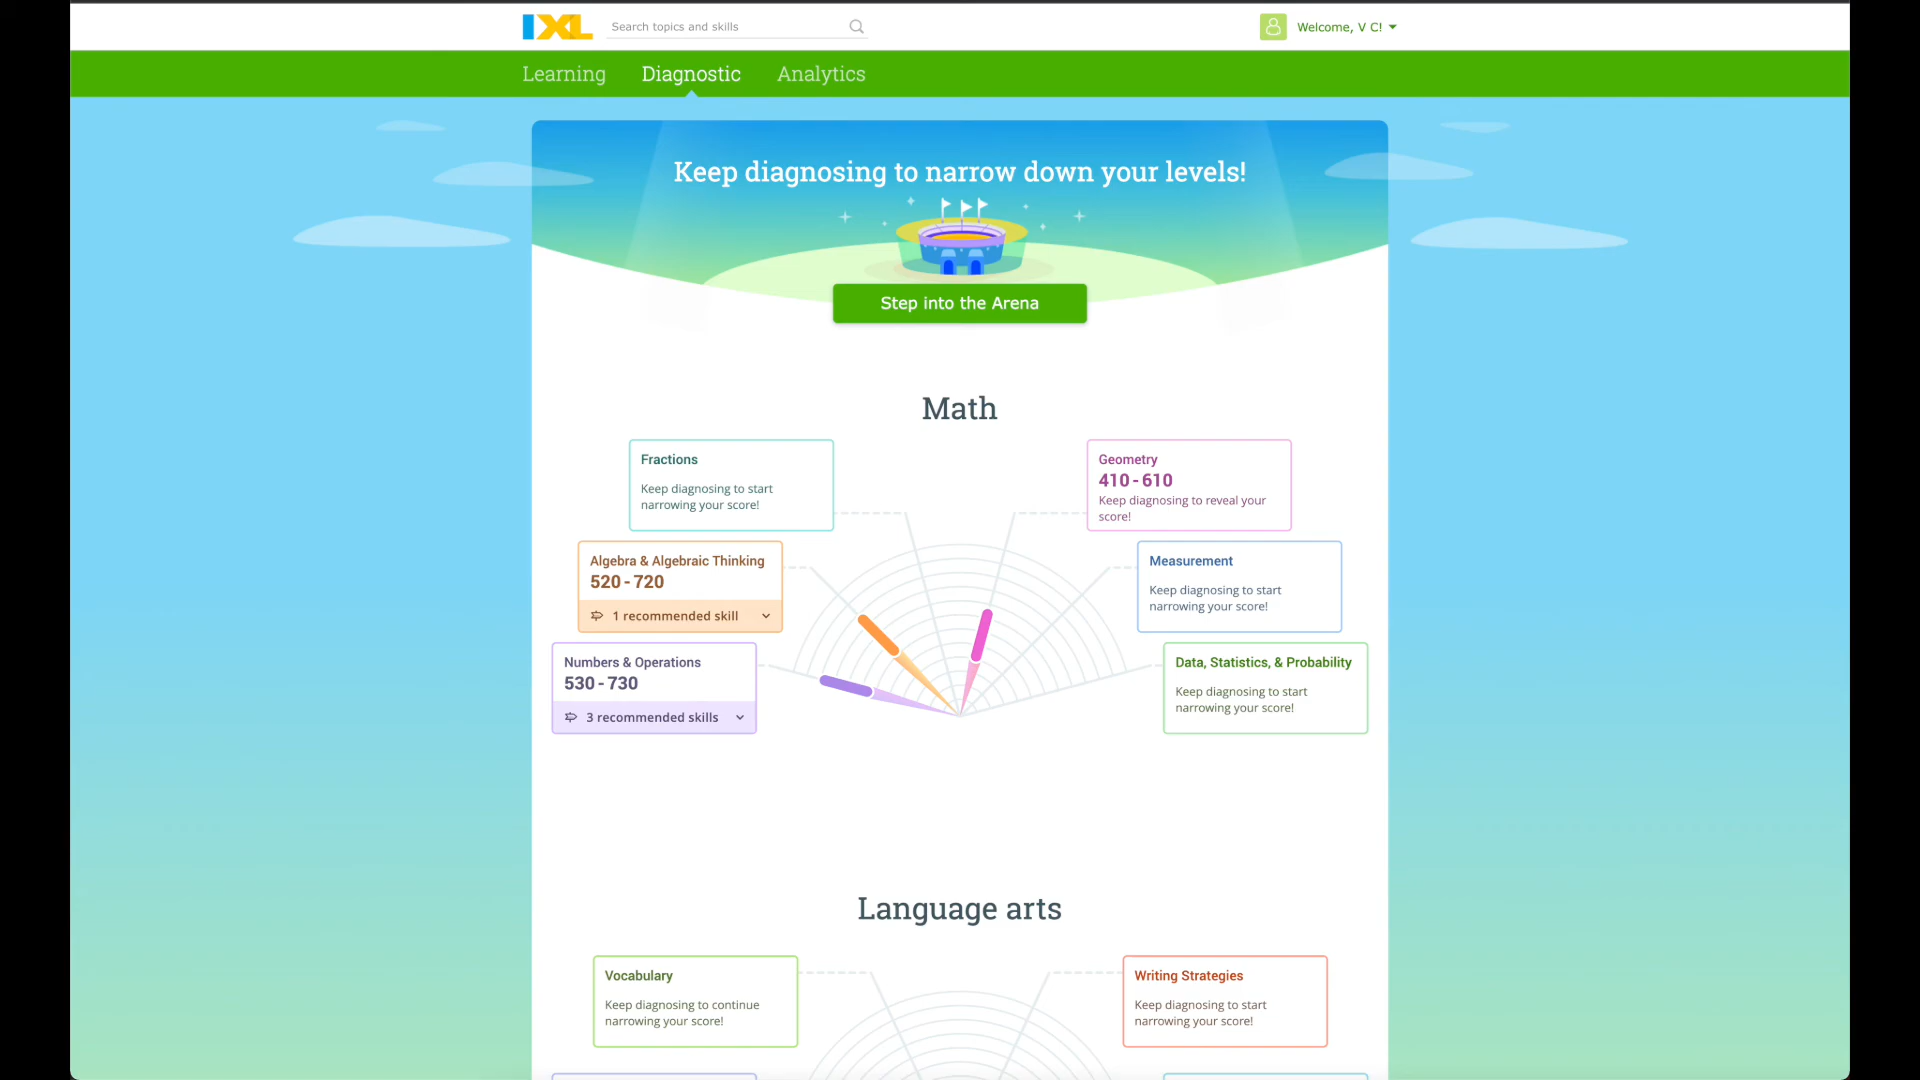 IXL
Search topics and skills
Welcome, V C!
Learning
Diagnostic
Analytics
Keep diagnosing to narrow down your levels!
Step into the Arena
Math
Fractions
Keep diagnosing to start
narrowing your score!
Geometry
410 - 610
Keep diagnosing to reveal your
score!
Algebra & Algebraic Thinking
520 - 720
1 recommended skill
Measurement
Keep diagnosing to start
narrowing your score!
Numbers & Operations
530 - 730
3 recommended skills
Data, Statistics, & Probability
Keep diagnosing to start
narrowing your score!
Language arts
Vocabulary
Keep diagnosing to continue
narrowing your score!
Writing Strategies
Keep diagnosing to start
narrowing your score!